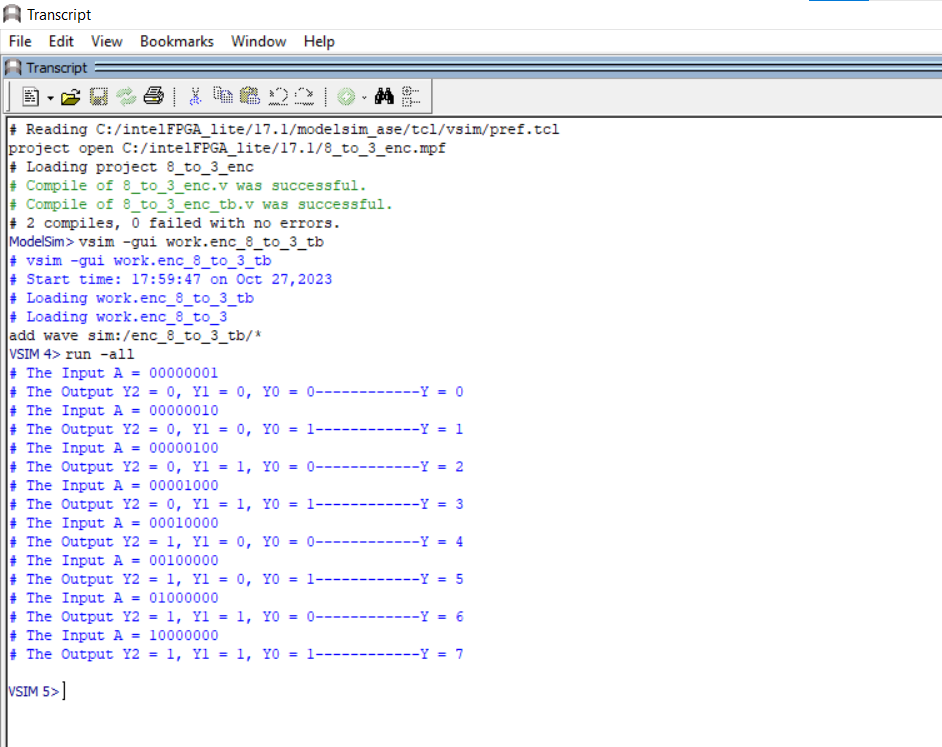 Transcript
File Edit View Bookmarks Window Help
Transcript
# Reading C:/intelFPGA_lite/17.1/modelsim_ase/tcl/vsim/pref.tcl
project open C:/intelFPGA_lite/17.1/8_to_3_enc.mpf
# Loading project 8_to_3_enc
# Compile of 8_to_3_enc.v was successful.
# Compile of 8_to_3_enc_tb.v was successful.
# 2 compiles, 0 failed with no errors.
ModelSim> vsim -gui work.enc_8_to_3_tb
# vsim -gui work.enc_8_to_3_tb
# Start time: 17:59:47 on Oct 27,2023
# Loading work.enc_8_to_3_tb
# Loading work.enc_8_to_3
add wave sim:/enc_8_to_3_tb/*
VSIM 4> run -all
# The Input A = 00000001
# The Output Y2 = 0, Y1 = 0, Y0 = 0------------Y = 0
# The Input A = 00000010
# The Output Y2 = 0, Y1 = 0, Y0 = 1------------Y = 1
# The Input A = 00000100
# The Output Y2 = 0, Y1 = 1, Y0 = 0------------Y = 2
# The Input A = 00001000
# The Output Y2 = 0, Y1 = 1, Y0 = 1------------Y = 3
# The Input A = 00010000
# The Output Y2 = 1, Y1 = 0, Y0 = 0------------Y = 4
# The Input A = 00100000
# The Output Y2 = 1, Y1 = 0, Y0 = 1------------Y = 5
# The Input A = 01000000
# The Output Y2 = 1, Y1 = 1, Y0 = 0------------Y = 6
# The Input A = 10000000
# The Output Y2 = 1, Y1 = 1, Y0 = 1------------Y = 7
VSIM 5>